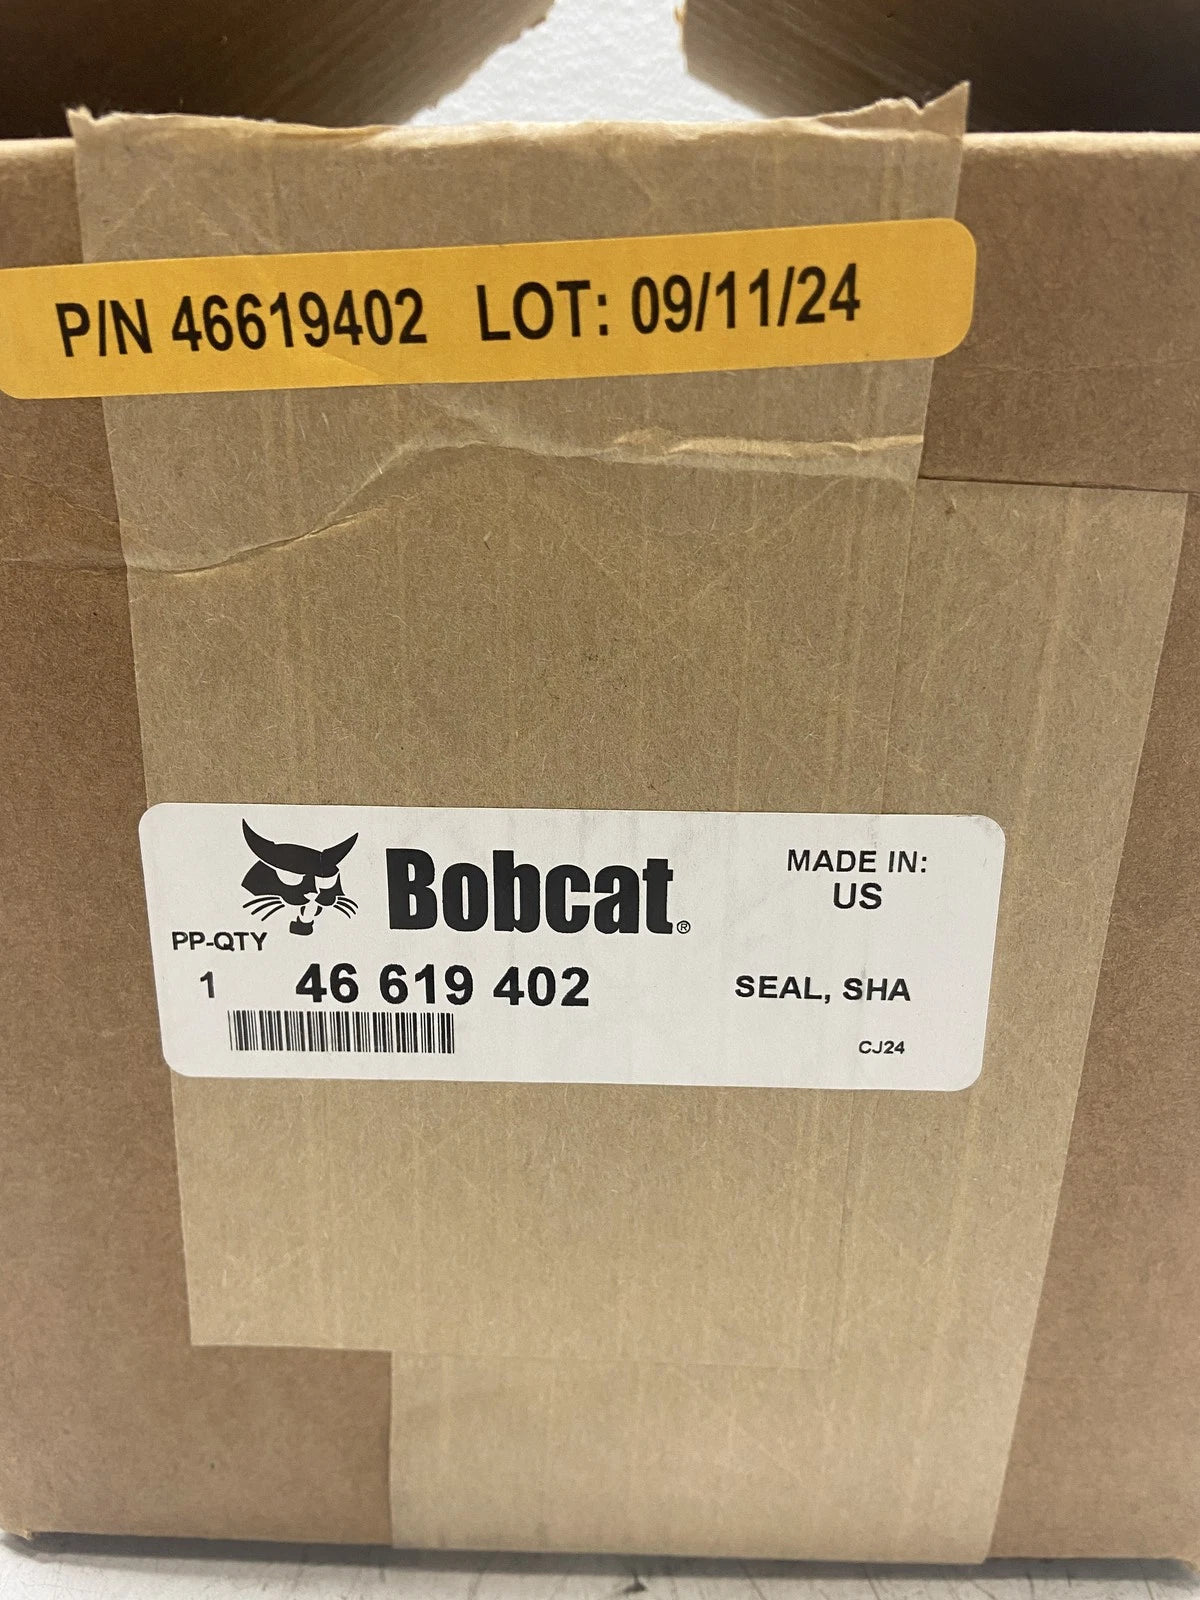 P/N 46619402 LOT: 09/11/24
Bobcat®
MADE IN:
US
PP-QTY
1 46 619 402 SEAL, SHA
CJ24